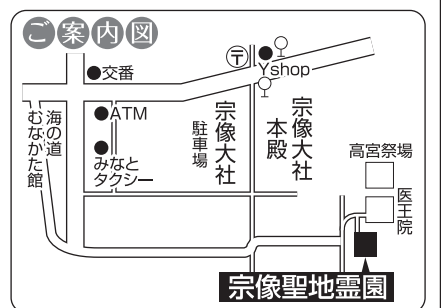 ご案内図
〒
Yshop
交番
ATM
みなと
タクシー
海の道
むなかた館
宗像大社
駐車場
宗像大社
本殿
高宮祭場
医王院
宗像聖地霊園